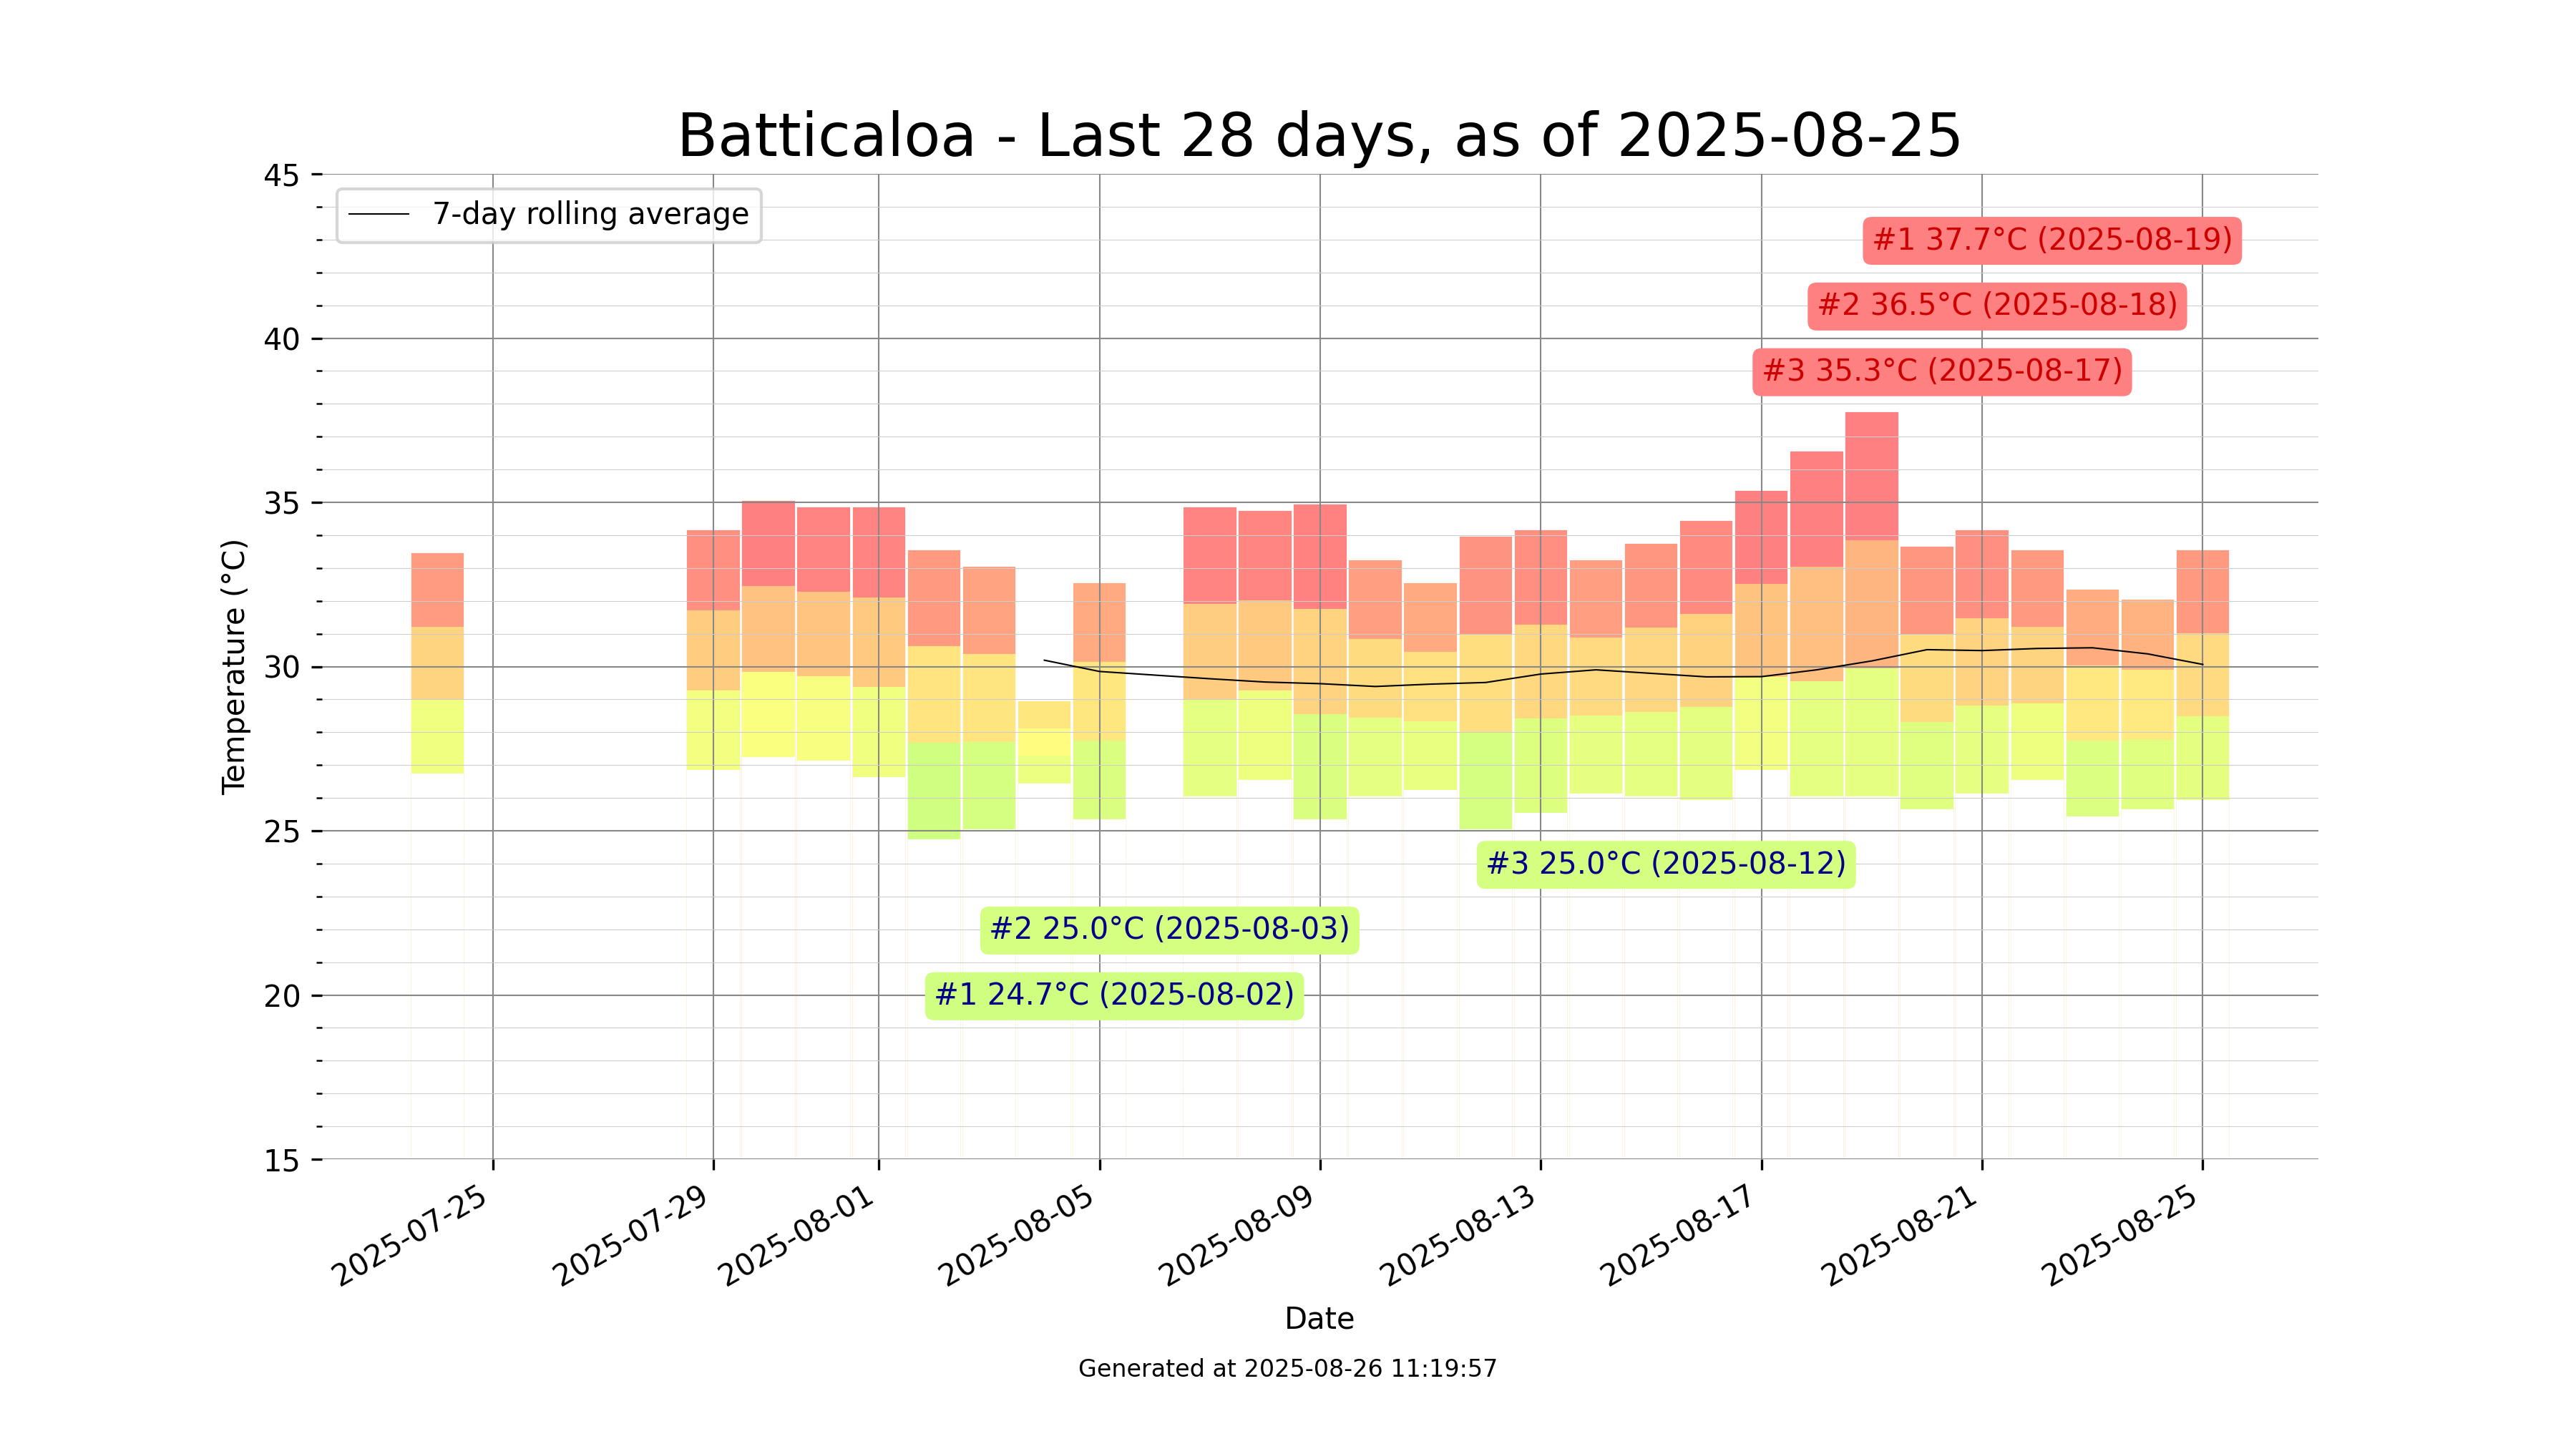 Batticaloa - Last 28 days, as of 2025-08-25
45
7-day rolling average
#1 37.7°C (2025-08-19)
#2 36.5°C (2025-08-18)
40
#3 35.3°C (2025-08-17)
35
30
Temperature (°C)
25
#3 25.0°C (2025-08-12)
#2 25.0°C (2025-08-03)
#1 24.7°C (2025-08-02)
20
15
2025-07-25
2025-07-29
2025-08-01
2025-08-05
2025-08-09
2025-08-13
2025-08-17
2025-08-21
2025-08-25
Date
Generated at 2025-08-26 11:19:57